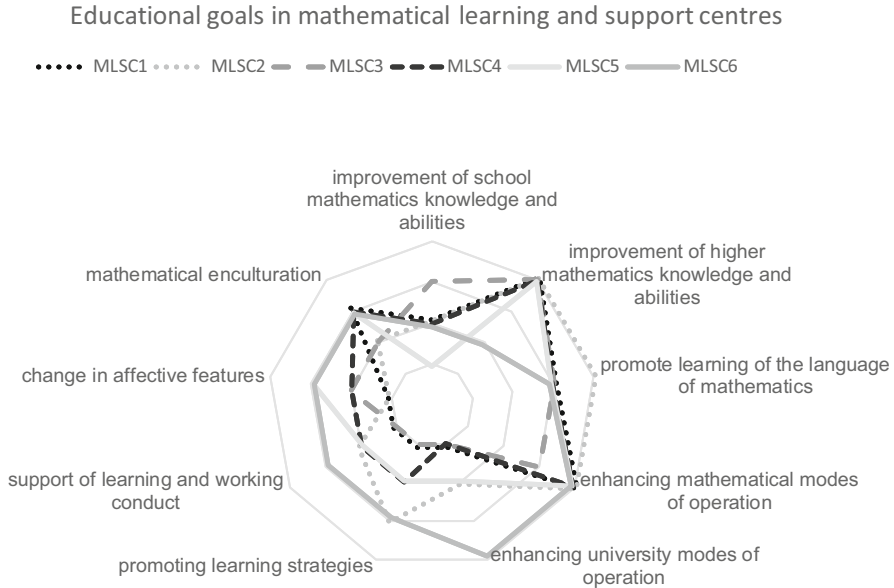 Educational goals in mathematical learning and support centres
MLSC1 MLSC2 MLSC3 MLSC4 MLSC5 MLSC6
improvement of school
mathematics knowledge and
abilities
improvement of higher
mathematics knowledge and
abilities
promote learning of the language
of mathematics
enhancing mathematical modes
of operation
enhancing university modes of
operation
promoting learning strategies
support of learning and working
conduct
change in affective features
mathematical enculturation